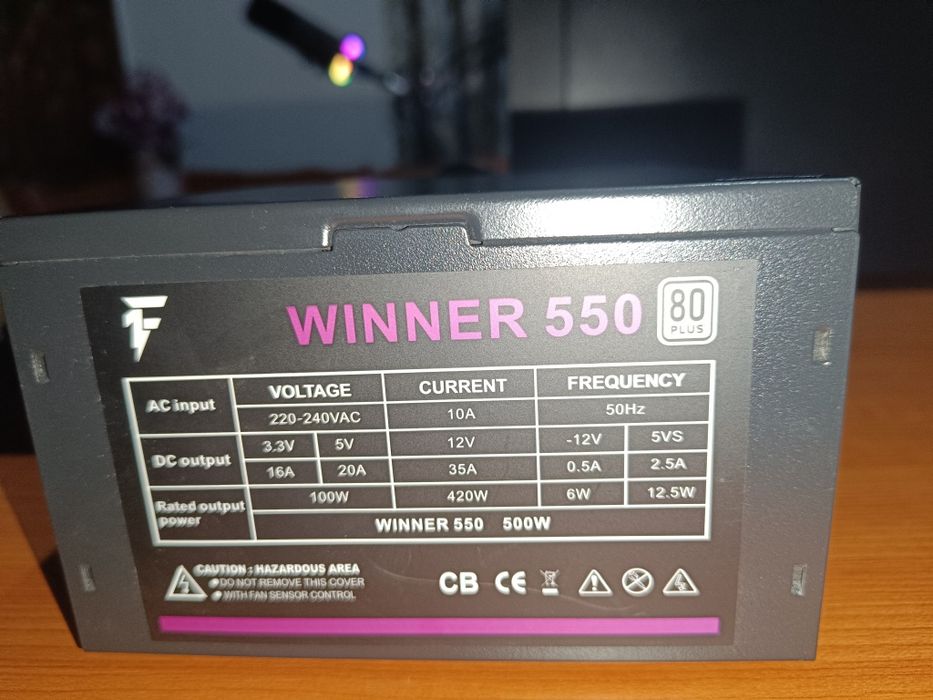 1F
WINNER 550
80
PLUS
AC input
VOLTAGE
CURRENT
FREQUENCY
220-240VAC
10A
50Hz
DC output
3.3V
5V
12V
-12V
5VS
16A
20A
35A
0.5A
2.5A
Rated output
power
100W
420W
6W
12.5W
WINNER 550 500W
CAUTION : HAZARDOUS AREA
DO NOT REMOVE THIS COVER
WITH FAN SENSOR CONTROL
CB
CE